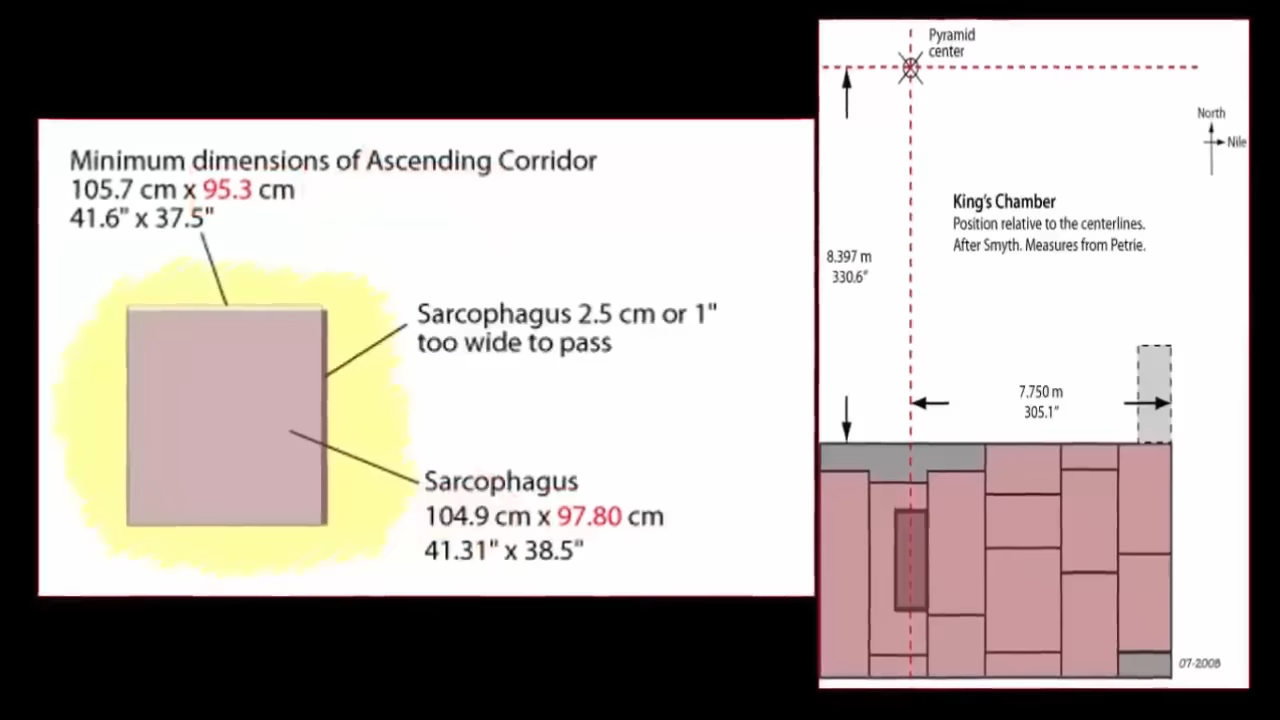 Minimum dimensions of Ascending Corridor
105.7 cm x 95.3 cm
41.6" x 37.5"
Sarcophagus 2.5 cm or 1"
too wide to pass
Sarcophagus
104.9 cm x 97.80 cm
41.31" x 38.5"
Pyramid
center
North
Nile
King's Chamber
Position relative to the centerlines.
After Smyth. Measures from Petrie.
8.397 m
330.6"
7.750 m
305.1"
07-2008